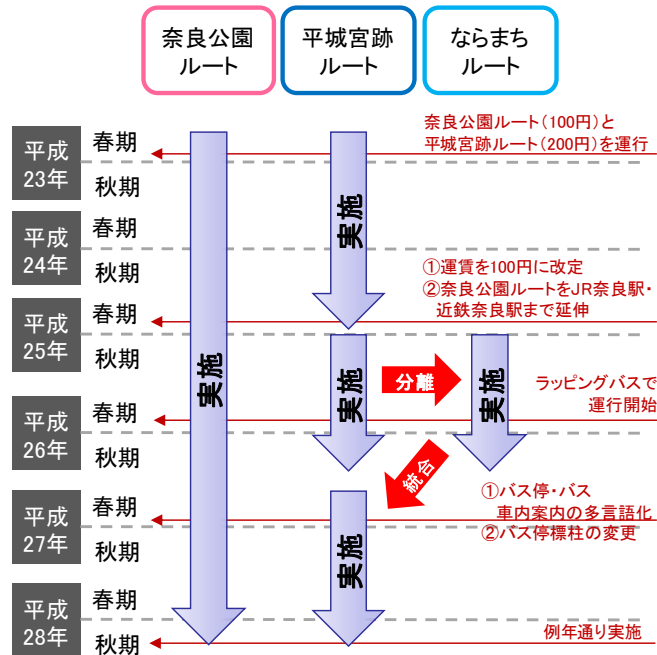 奈良公園
ルート
平城宮跡
ルート
ならまち
ルート
奈良公園ルート（100円）と
平城宮跡ルート（200円）を運行
平成
23年
春期
秋期
平成
24年
春期
秋期
実施
①運賃を100円に改定
②奈良公園ルートをJR奈良駅・
近鉄奈良駅まで延伸
平成
25年
春期
秋期
実施
実施
分離
実施
ラッピングバスで
運行開始
平成
26年
春期
秋期
統合
①バス停・バス
車内案内の多言語化
②バス停標柱の変更
平成
27年
春期
秋期
実施
平成
28年
春期
秋期
例年通り実施